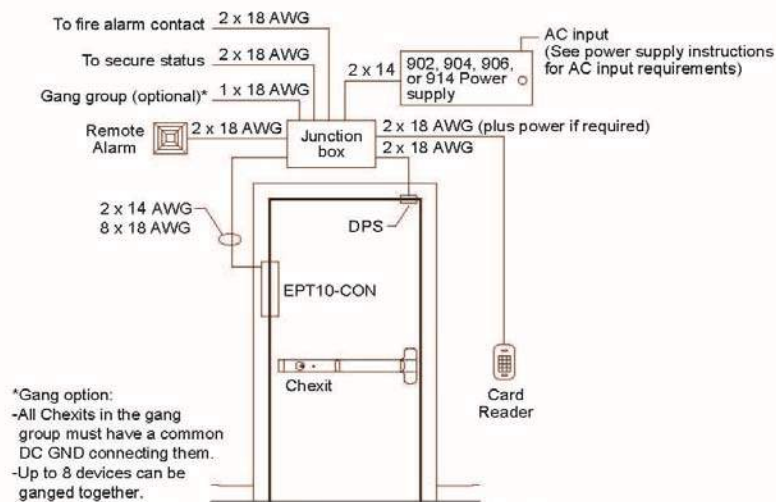 To fire alarm contact
2 x 18 AWG
To secure status
2 x 18 AWG
Gang group (optional)*
1 x 18 AWG
Remote
Alarm
2 x 18 AWG
Junction
box
2 x 14
902, 904, 906,
or 914 Power
supply
AC input
(See power supply instructions
for AC input requirements)
2 x 18 AWG (plus power if required)
2 x 18 AWG
2 x 14 AWG
8 x 18 AWG
DPS
EPT10-CON
Chexit
Card
Reader
*Gang option:
-All Chexits in the gang
group must have a common
DC GND connecting them.
-Up to 8 devices can be
ganged together.